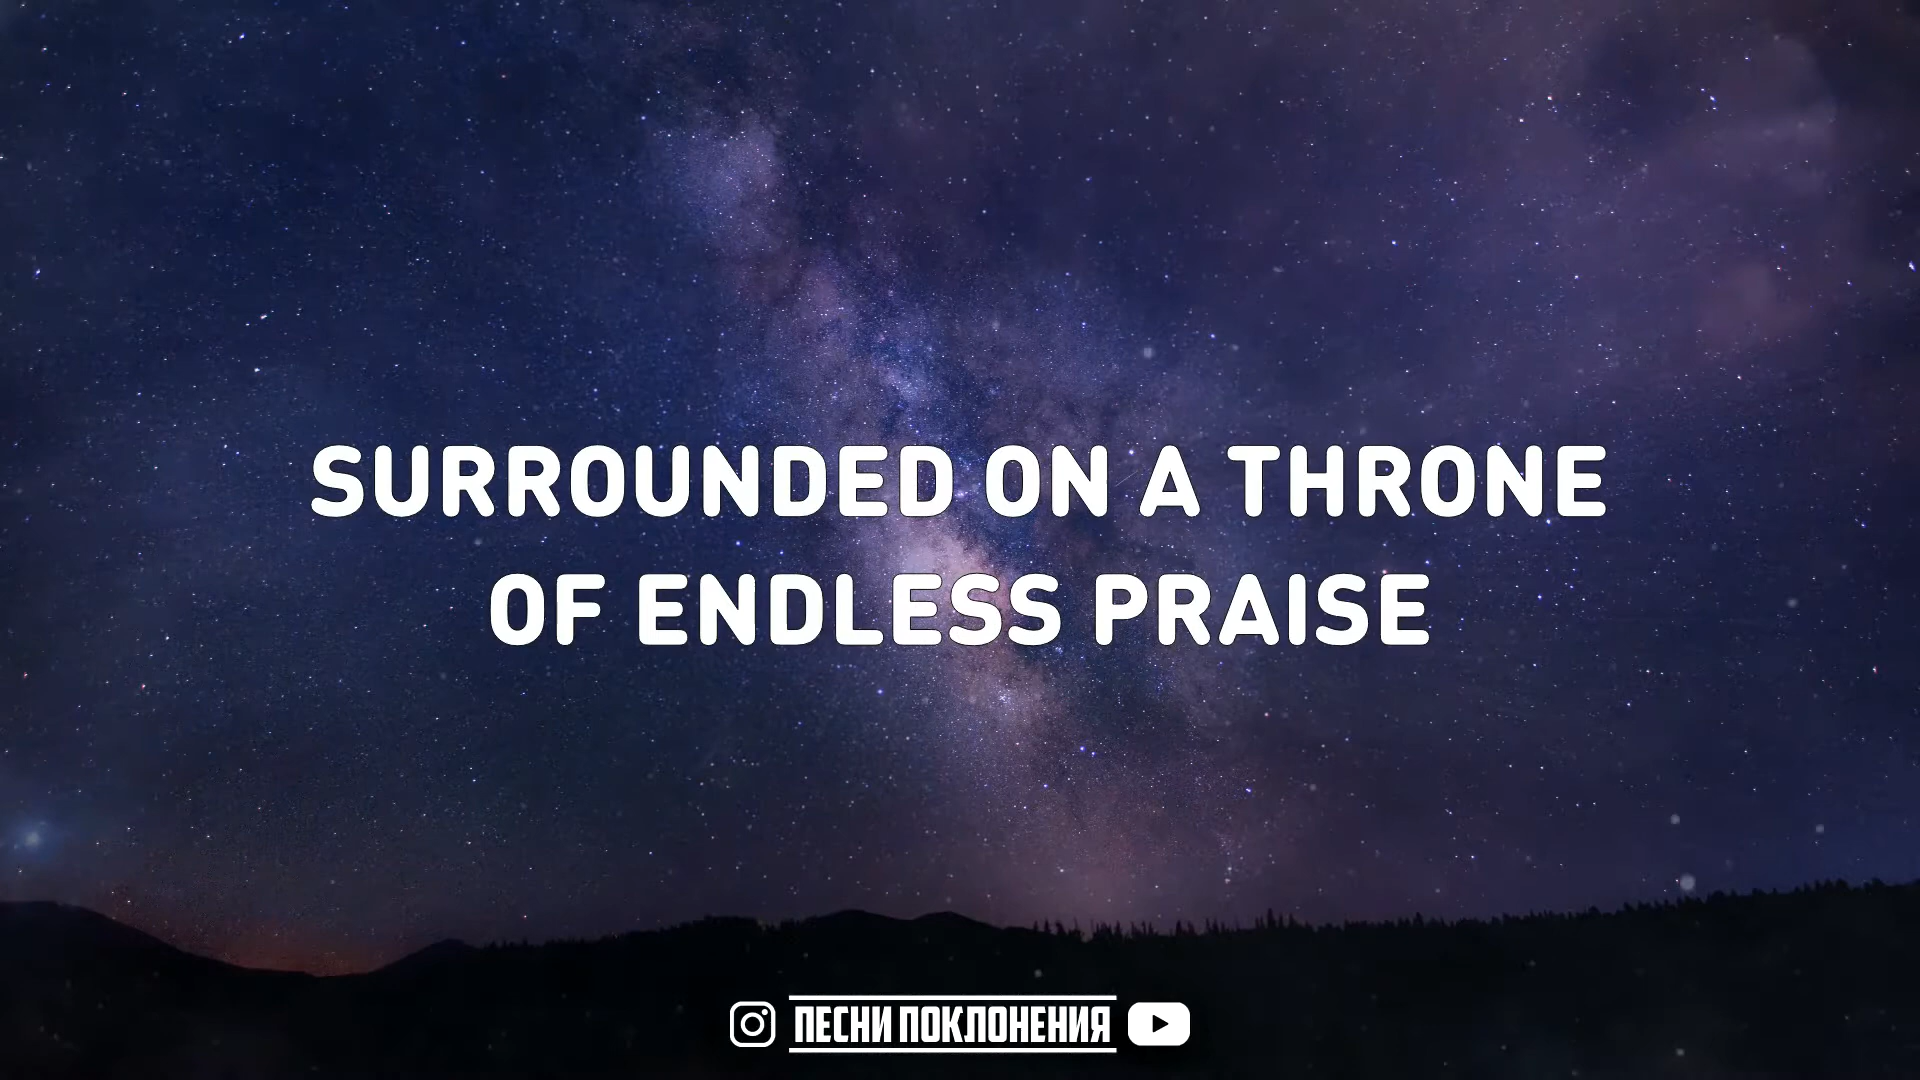 SURROUNDED ON A THRONE
OF ENDLESS PRAISE
ПЕСНИ ПОКЛОНЕНИЯ